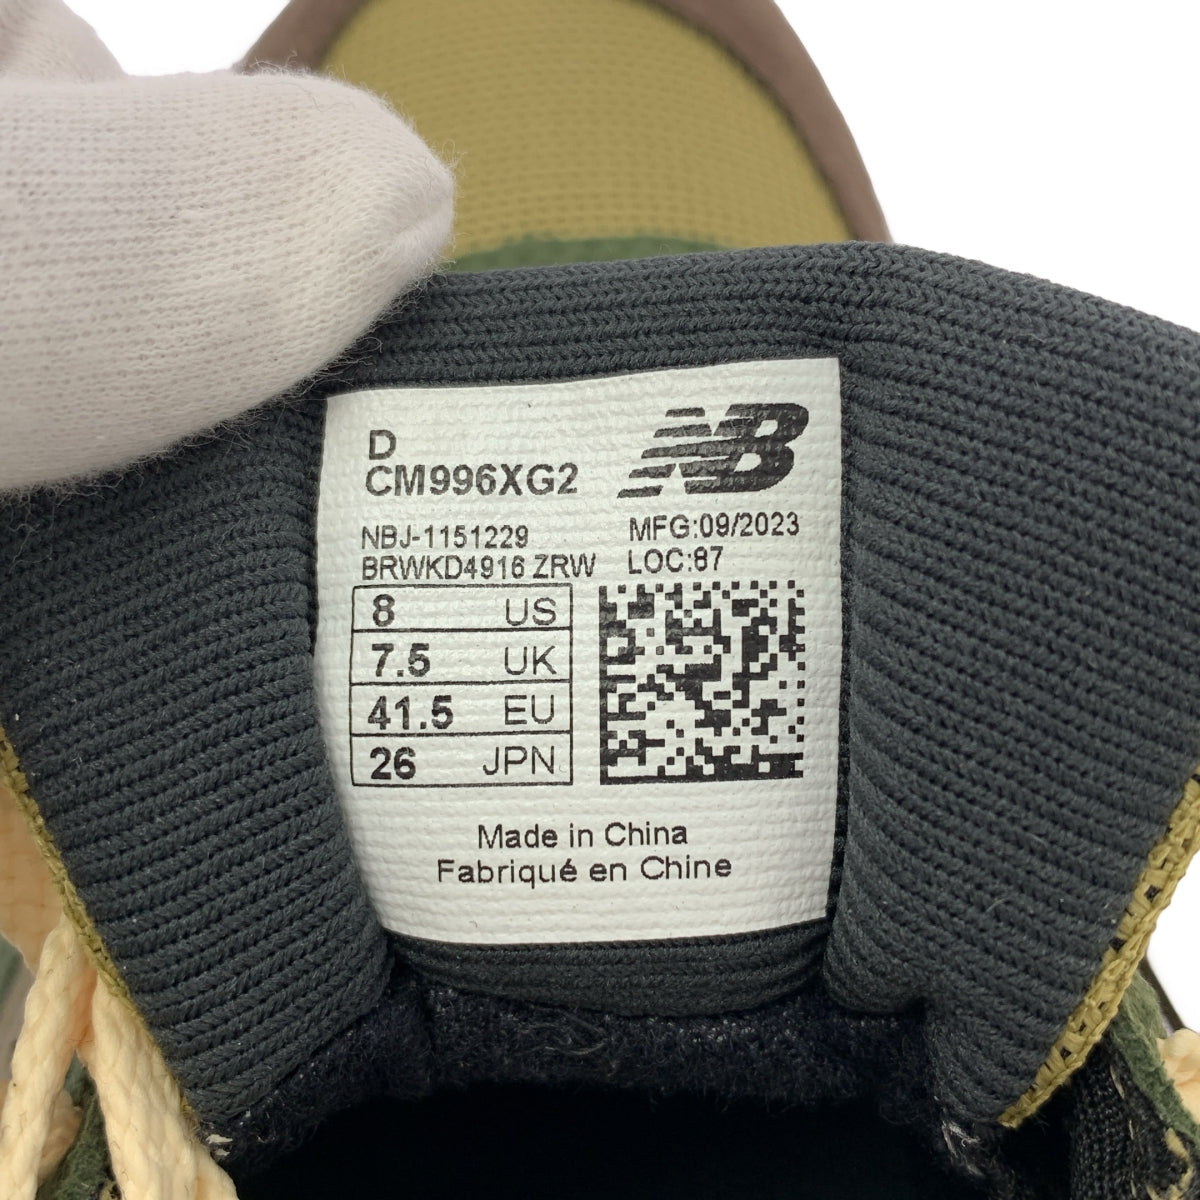 D
CM996XG2
NB
NBJ-1151229
MFG:09/2023
BRWKD4916 ZRW
LOC:87
8 US
7.5 UK
41.5 EU
26 JPN
Made in China
Fabriqué en Chine